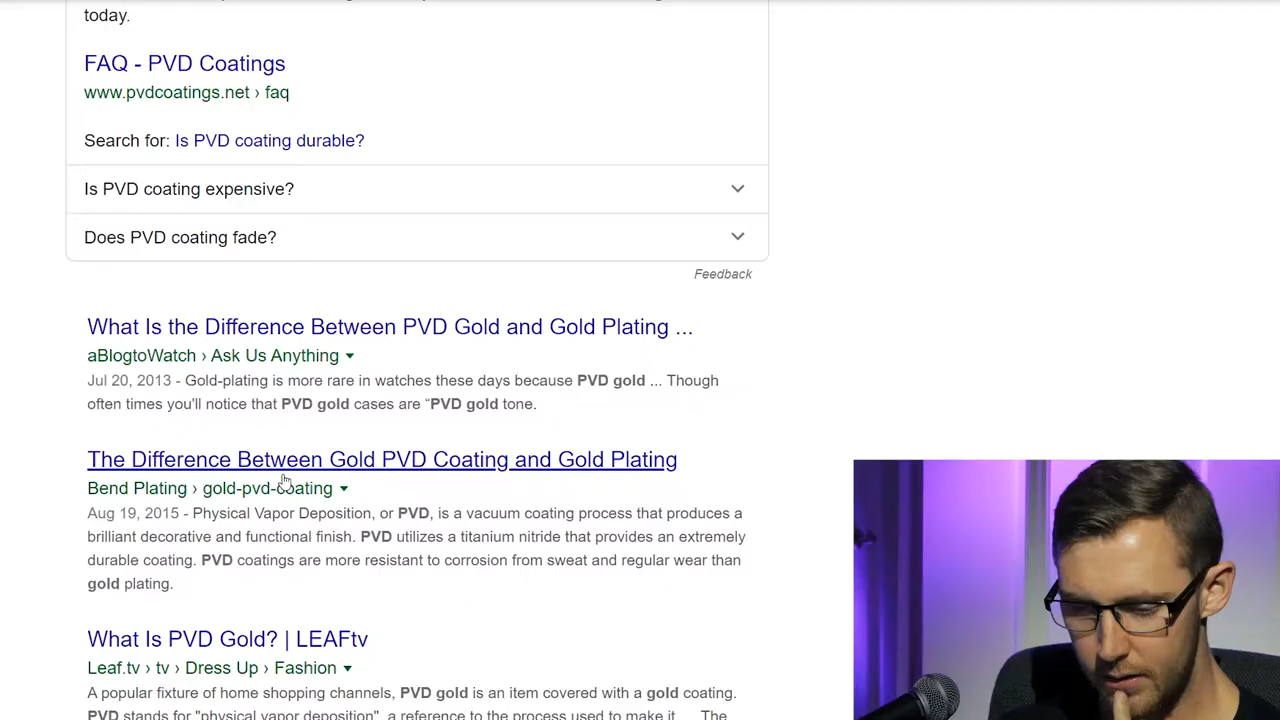 today.
FAQ - PVD Coatings
www.pvdcoatings.net › faq
Search for: Is PVD coating durable?
Is PVD coating expensive?
Does PVD coating fade?
Feedback
What Is the Difference Between PVD Gold and Gold Plating ...
aBlogtoWatch › Ask Us Anything
Jul 20, 2013 - Gold-plating is more rare in watches these days because PVD gold ... Though
often times you'll notice that PVD gold cases are “PVD gold tone.
The Difference Between Gold PVD Coating and Gold Plating
Bend Plating › gold-pvd-coating
Aug 19, 2015 - Physical Vapor Deposition, or PVD, is a vacuum coating process that produces a
brilliant decorative and functional finish. PVD utilizes a titanium nitride that provides an extremely
durable coating. PVD coatings are more resistant to corrosion from sweat and regular wear than
gold plating.
What Is PVD Gold? | LEAFtv
Leaf.tv › tv › Dress Up › Fashion
A popular fixture of home shopping channels, PVD gold is an item covered with a gold coating.
PVD stands for "physical vapor deposition", a reference to the process used to make it ... The